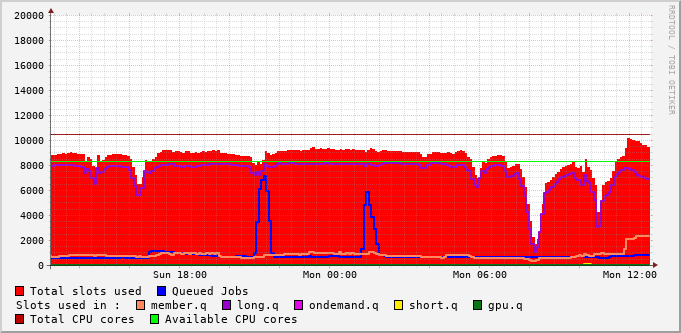 RRDTOOL / TOBI OETIKER
20000
18000
16000
14000
12000
10000
8000
6000
4000
2000
0
Sun 18:00 Mon 00:00 Mon 06:00 Mon 12:00
Total slots used Queued Jobs
Slots used in : member.q long.q ondemand.q short.q gpu.q
Total CPU cores Available CPU cores